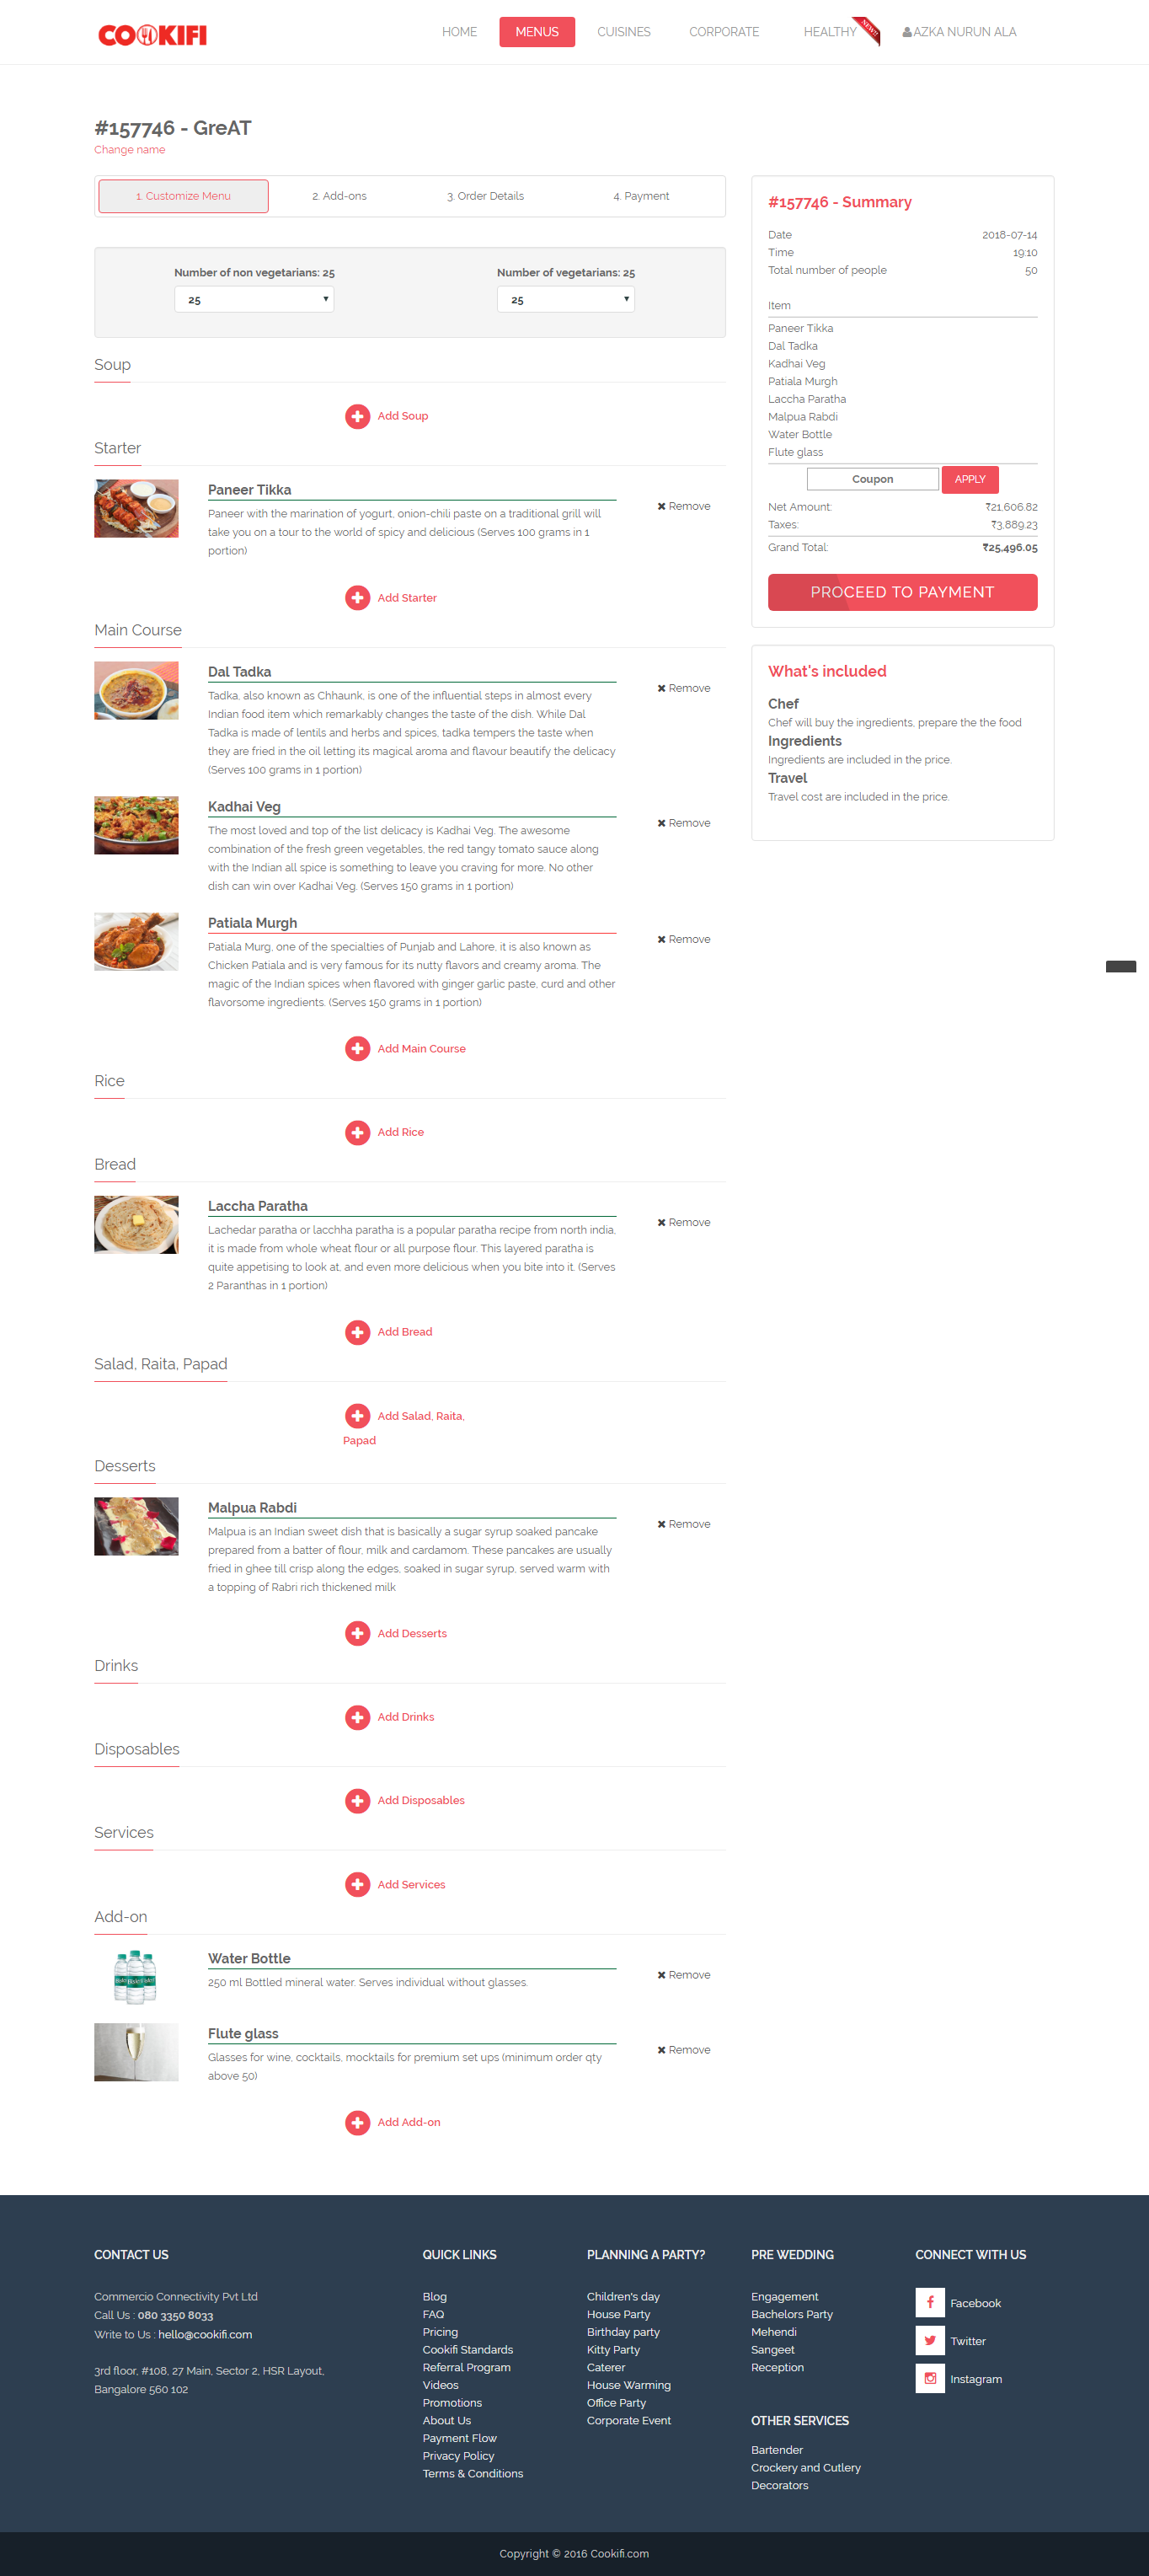 COOKIFI
HOME
MENUS
CUISINES
CORPORATE
HEALTHY
NEW!!
AZKA NURUN ALA
#157746 - GreAT
Change name
1. Customize Menu
2. Add-ons
3. Order Details
4. Payment
Number of non vegetarians: 25
25
Number of vegetarians: 25
25
Soup
Add Soup
Starter
Paneer Tikka
Remove
Paneer with the marination of yogurt, onion-chili paste on a traditional grill will
take you on a tour to the world of spicy and delicious (Serves 100 grams in 1
portion)
Add Starter
Main Course
Dal Tadka
Remove
Tadka, also known as Chhaunk, is one of the influential steps in almost every
Indian food item which remarkably changes the taste of the dish. While Dal
Tadka is made of lentils and herbs and spices, tadka tempers the taste when
they are fried in the oil letting its magical aroma and flavour beautify the delicacy
(Serves 100 grams in 1 portion)
Kadhai Veg
Remove
The most loved and top of the list delicacy is Kadhai Veg. The awesome
combination of the fresh green vegetables, the red tangy tomato sauce along
with the Indian all spice is something to leave you craving for more. No other
dish can win over Kadhai Veg. (Serves 150 grams in 1 portion)
Patiala Murgh
Remove
Patiala Murg, one of the specialties of Punjab and Lahore, it is also known as
Chicken Patiala and is very famous for its nutty flavors and creamy aroma. The
magic of the Indian spices when flavored with ginger garlic paste, curd and other
flavorsome ingredients. (Serves 150 grams in 1 portion)
Add Main Course
Rice
Add Rice
Bread
Laccha Paratha
Remove
Lachedar paratha or lacchha paratha is a popular paratha recipe from north india,
it is made from whole wheat flour or all purpose flour. This layered paratha is
quite appetising to look at, and even more delicious when you bite into it. (Serves
2 Paranthas in 1 portion)
Add Bread
Salad, Raita, Papad
Add Salad, Raita,
Papad
Desserts
Malpua Rabdi
Remove
Malpua is an Indian sweet dish that is basically a sugar syrup soaked pancake
prepared from a batter of flour, milk and cardamom. These pancakes are usually
fried in ghee till crisp along the edges, soaked in sugar syrup, served warm with
a topping of Rabri rich thickened milk
Add Desserts
Drinks
Add Drinks
Disposables
Add Disposables
Services
Add Services
Add-on
Water Bottle
Remove
250 ml Bottled mineral water. Serves individual without glasses.
Flute glass
Remove
Glasses for wine, cocktails, mocktails for premium set ups (minimum order qty
above 50)
Add Add-on
#157746 - Summary
Date 2018-07-14
Time 19:10
Total number of people 50
Item
Paneer Tikka
Dal Tadka
Kadhai Veg
Patiala Murgh
Laccha Paratha
Malpua Rabdi
Water Bottle
Flute glass
Coupon APPLY
Net Amount: ₹21,606.82
Taxes: ₹3,889.23
Grand Total: ₹25,496.05
PROCEED TO PAYMENT
What's included
Chef
Chef will buy the ingredients, prepare the the food
Ingredients
Ingredients are included in the price.
Travel
Travel cost are included in the price.
CONTACT US
Commercio Connectivity Pvt Ltd
Call Us : 080 3350 8033
Write to Us : hello@cookifi.com
3rd floor, #108, 27 Main, Sector 2, HSR Layout,
Bangalore 560 102
QUICK LINKS
Blog
FAQ
Pricing
Cookifi Standards
Referral Program
Videos
Promotions
About Us
Payment Flow
Privacy Policy
Terms & Conditions
PLANNING A PARTY?
Children's day
House Party
Birthday party
Kitty Party
Caterer
House Warming
Office Party
Corporate Event
PRE WEDDING
Engagement
Bachelors Party
Mehendi
Sangeet
Reception
OTHER SERVICES
Bartender
Crockery and Cutlery
Decorators
CONNECT WITH US
Facebook
Twitter
Instagram
Copyright © 2016 Cookifi.com